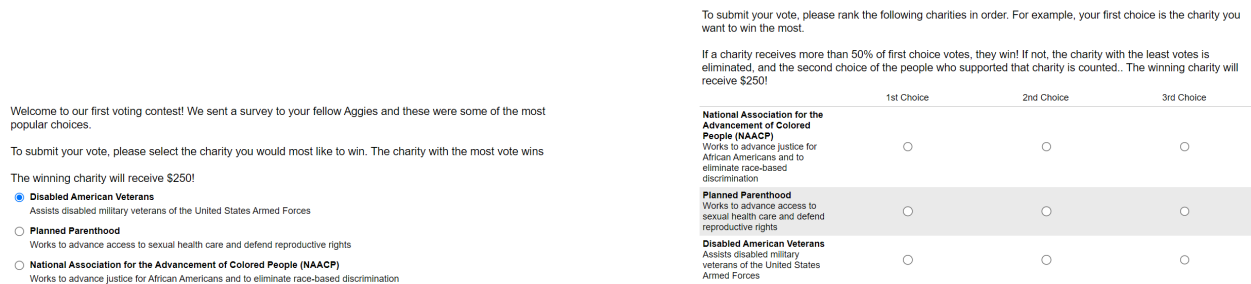 Welcome to our first voting contest! We sent a survey to your fellow Aggies and these were some of the most
popular choices.
To submit your vote, please select the charity you would most like to win. The charity with the most vote wins
The winning charity will receive $250!
Disabled American Veterans
Assists disabled military veterans of the United States Armed Forces
Planned Parenthood
Works to advance access to sexual health care and defend reproductive rights
National Association for the Advancement of Colored People (NAACP)
Works to advance justice for African Americans and to eliminate race-based discrimination
To submit your vote, please rank the following charities in order. For example, your first choice is the charity you
want to win the most.
If a charity receives more than 50% of first choice votes, they win! If not, the charity with the least votes is
eliminated, and the second choice of the people who supported that charity is counted.. The winning charity will
receive $250!
1st Choice 2nd Choice 3rd Choice
National Association for the
Advancement of Colored
People (NAACP)
Works to advance justice for
African Americans and to
eliminate race-based
discrimination
Planned Parenthood
Works to advance access to
sexual health care and defend
reproductive rights
Disabled American Veterans
Assists disabled military
veterans of the United States
Armed Forces